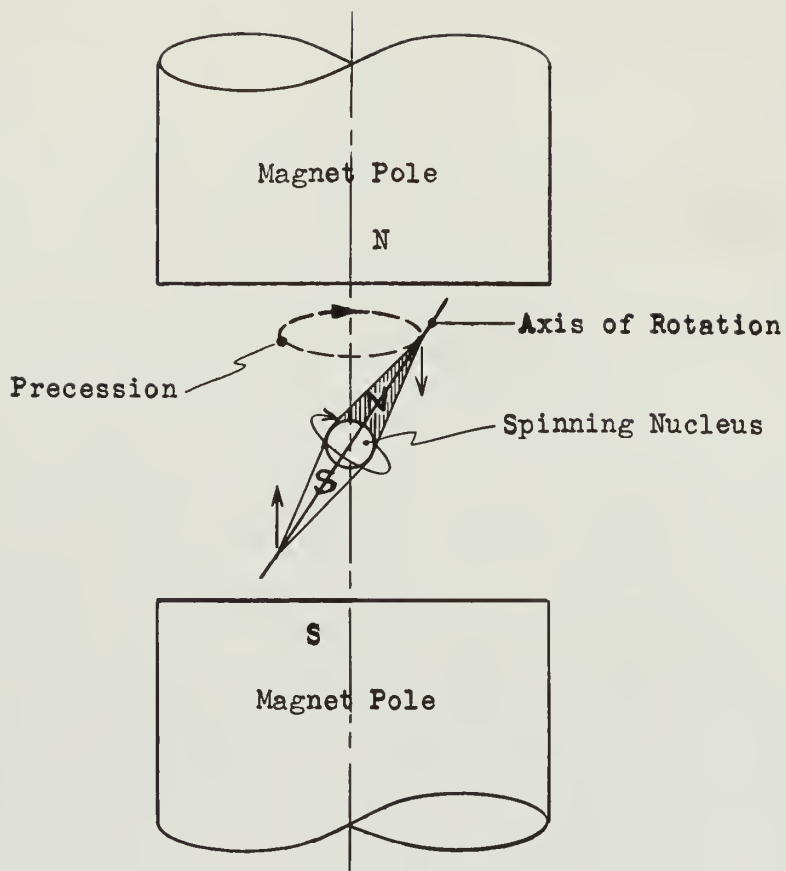 Magnet Pole
N
Axis of Rotation
Precession
N
Spinning Nucleus
S
S
Magnet Pole